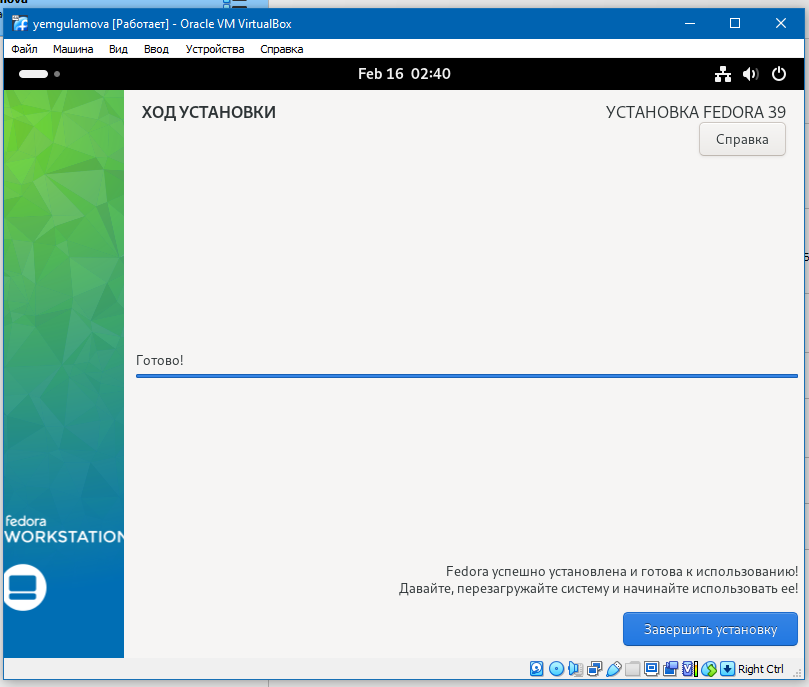 yemgulamova [Работает] - Oracle VM VirtualBox
Файл Машина Вид Ввод Устройства Справка
Feb 16 02:40
ХОД УСТАНОВКИ
УСТАНОВКА FEDORA 39
Справка
Готово!
fedora
WORKSTATION
Fedora успешно установлена и готова к использованию!
Давайте, перезагружайте систему и начинайте использовать ее!
Завершить установку
Right Ctrl